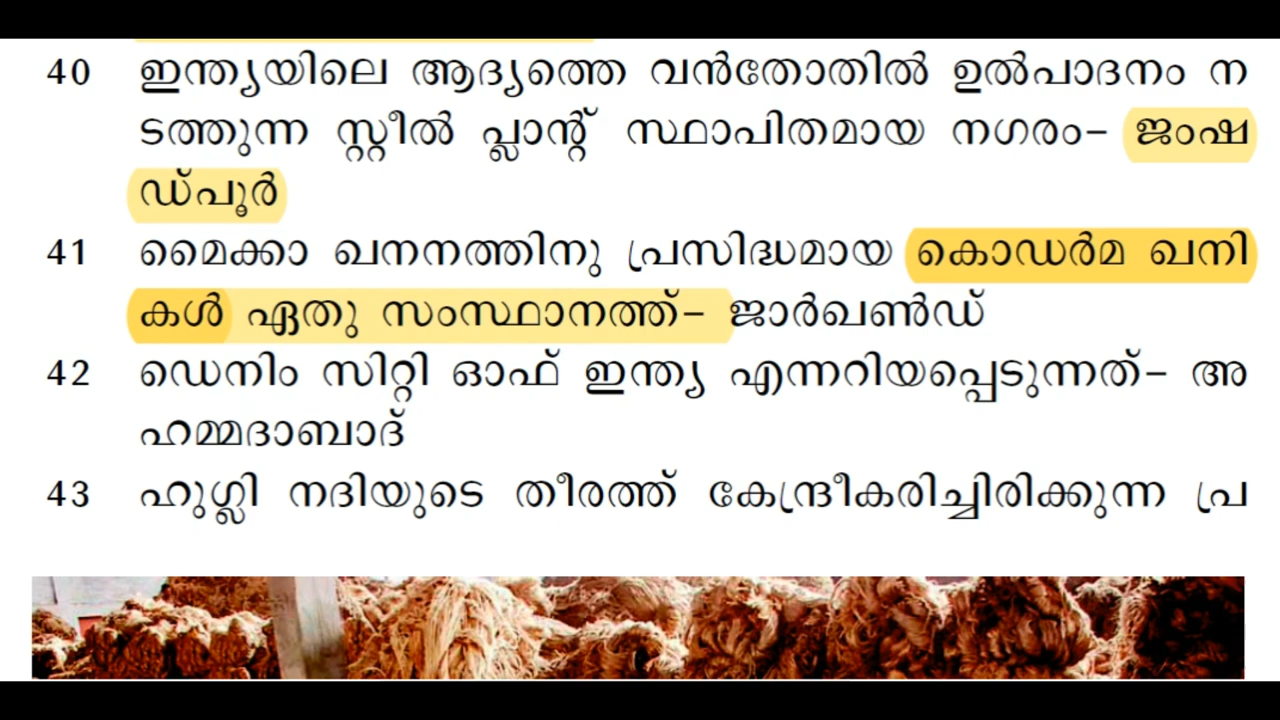 40 ഇന്ത്യയിലെ ആദ്യത്തെ വൻതോതിൽ ഉൽപാദനം ന
ടത്തുന്ന സ്റ്റീൽ പ്ലാന്റ് സ്ഥാപിതമായ നഗരം- ജംഷ
ഡ്പൂർ
41 മൈക്കാ ഖനനത്തിനു പ്രസിദ്ധമായ കൊഡർമ ഖനി
കൾ ഏതു സംസ്ഥാനത്ത്- ജാർഖണ്ഡ്
42 ഡെനിം സിറ്റി ഓഫ് ഇന്ത്യ എന്നറിയപ്പെടുന്നത്- അ
ഹമ്മദാബാദ്
43 ഹുഗ്ലി നദിയുടെ തീരത്ത് കേന്ദ്രീകരിച്ചിരിക്കുന്ന പ്ര